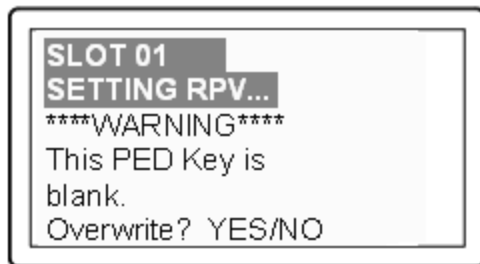 SLOT 01
SETTING RPV...
****WARNING****
This PED Key is
blank.
Overwrite? YES/NO